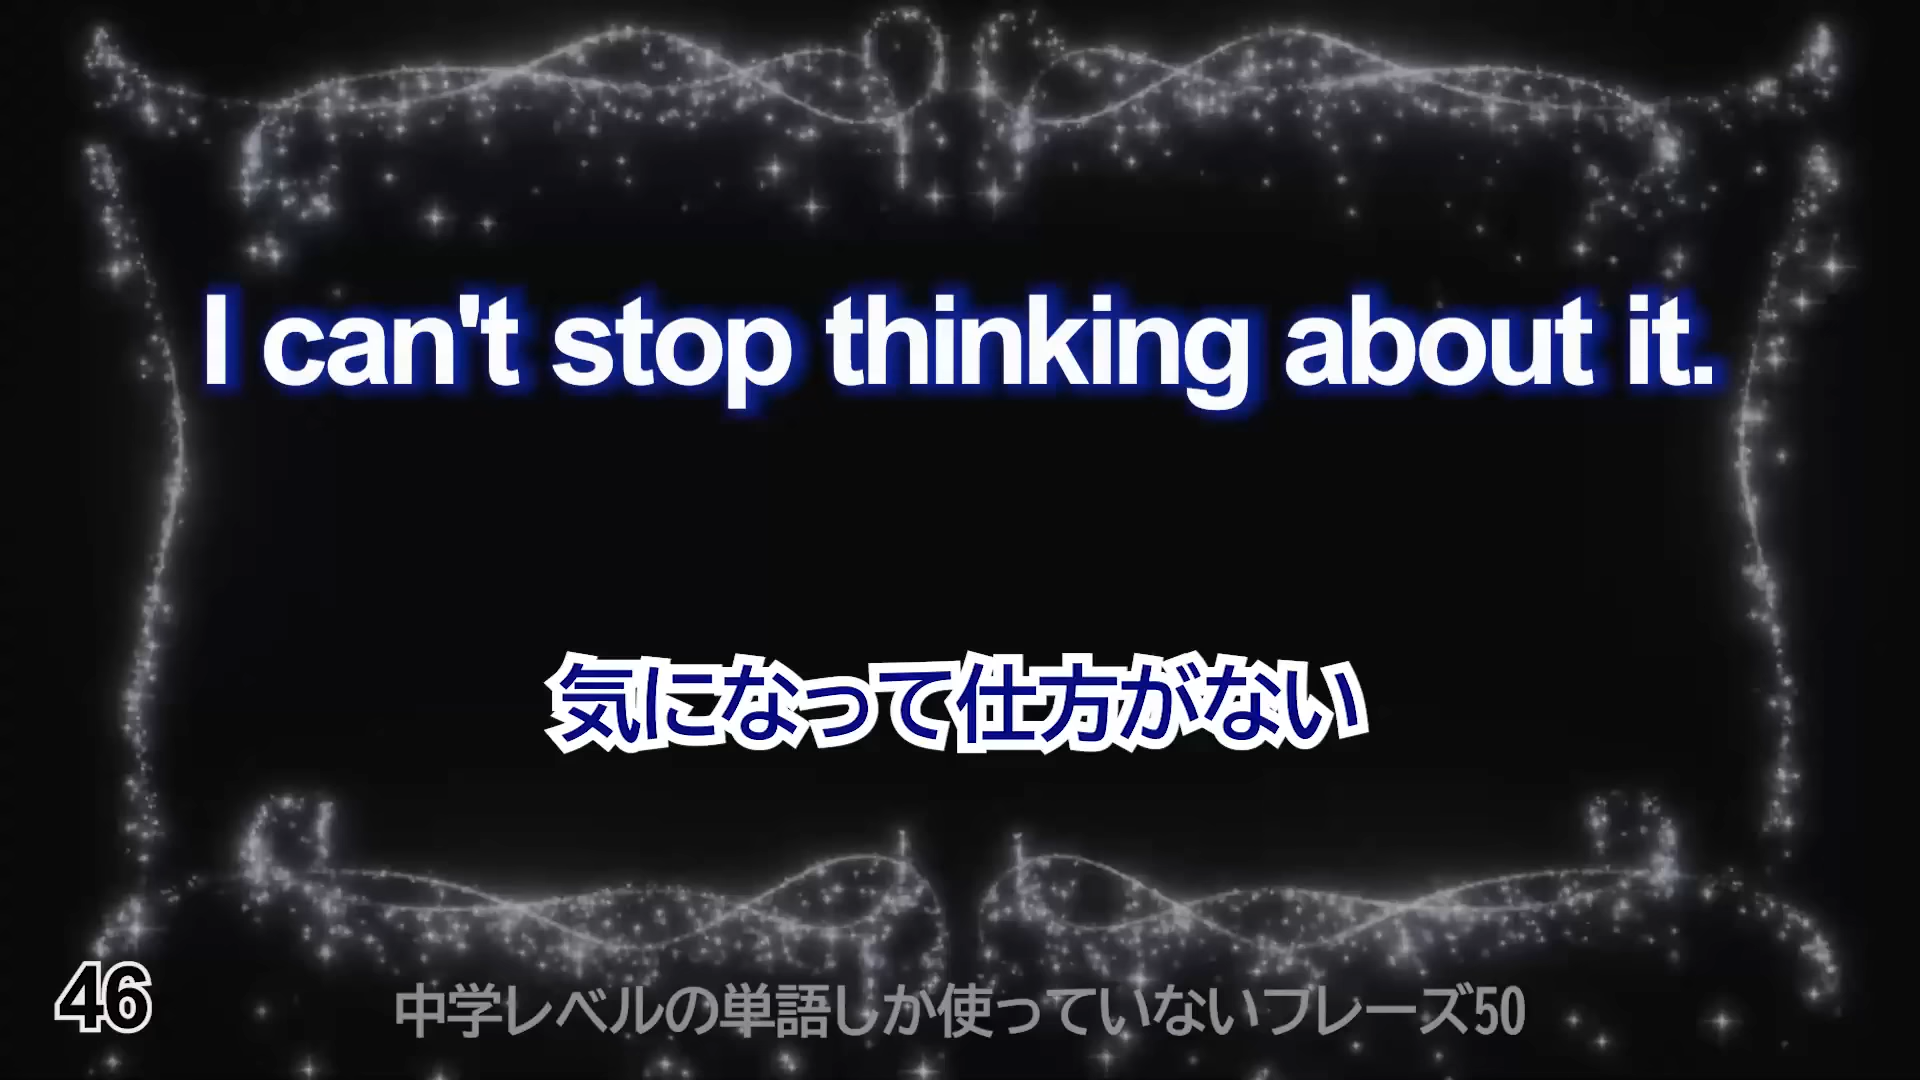 I can't stop thinking about it.
気になって仕方がない
46
中学レベルの単語しか使っていないフレーズ50